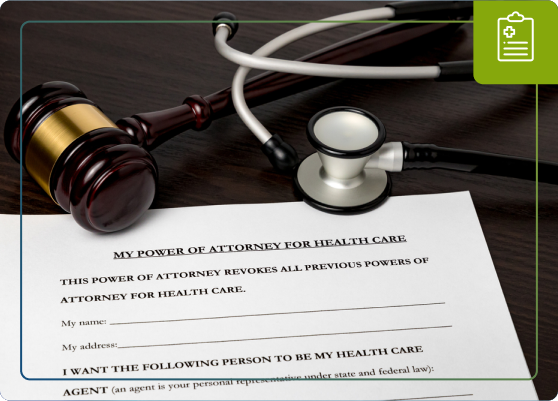 MY POWER OF ATTORNEY FOR HEALTH CARE
THIS POWER OF ATTORNEY REVOKES ALL PREVIOUS POWERS OF
ATTORNEY FOR HEALTH CARE.
My name:
My address:
I WANT THE FOLLOWING PERSON TO BE MY HEALTH CARE
AGENT (an agent is your personal representative under state and federal law):